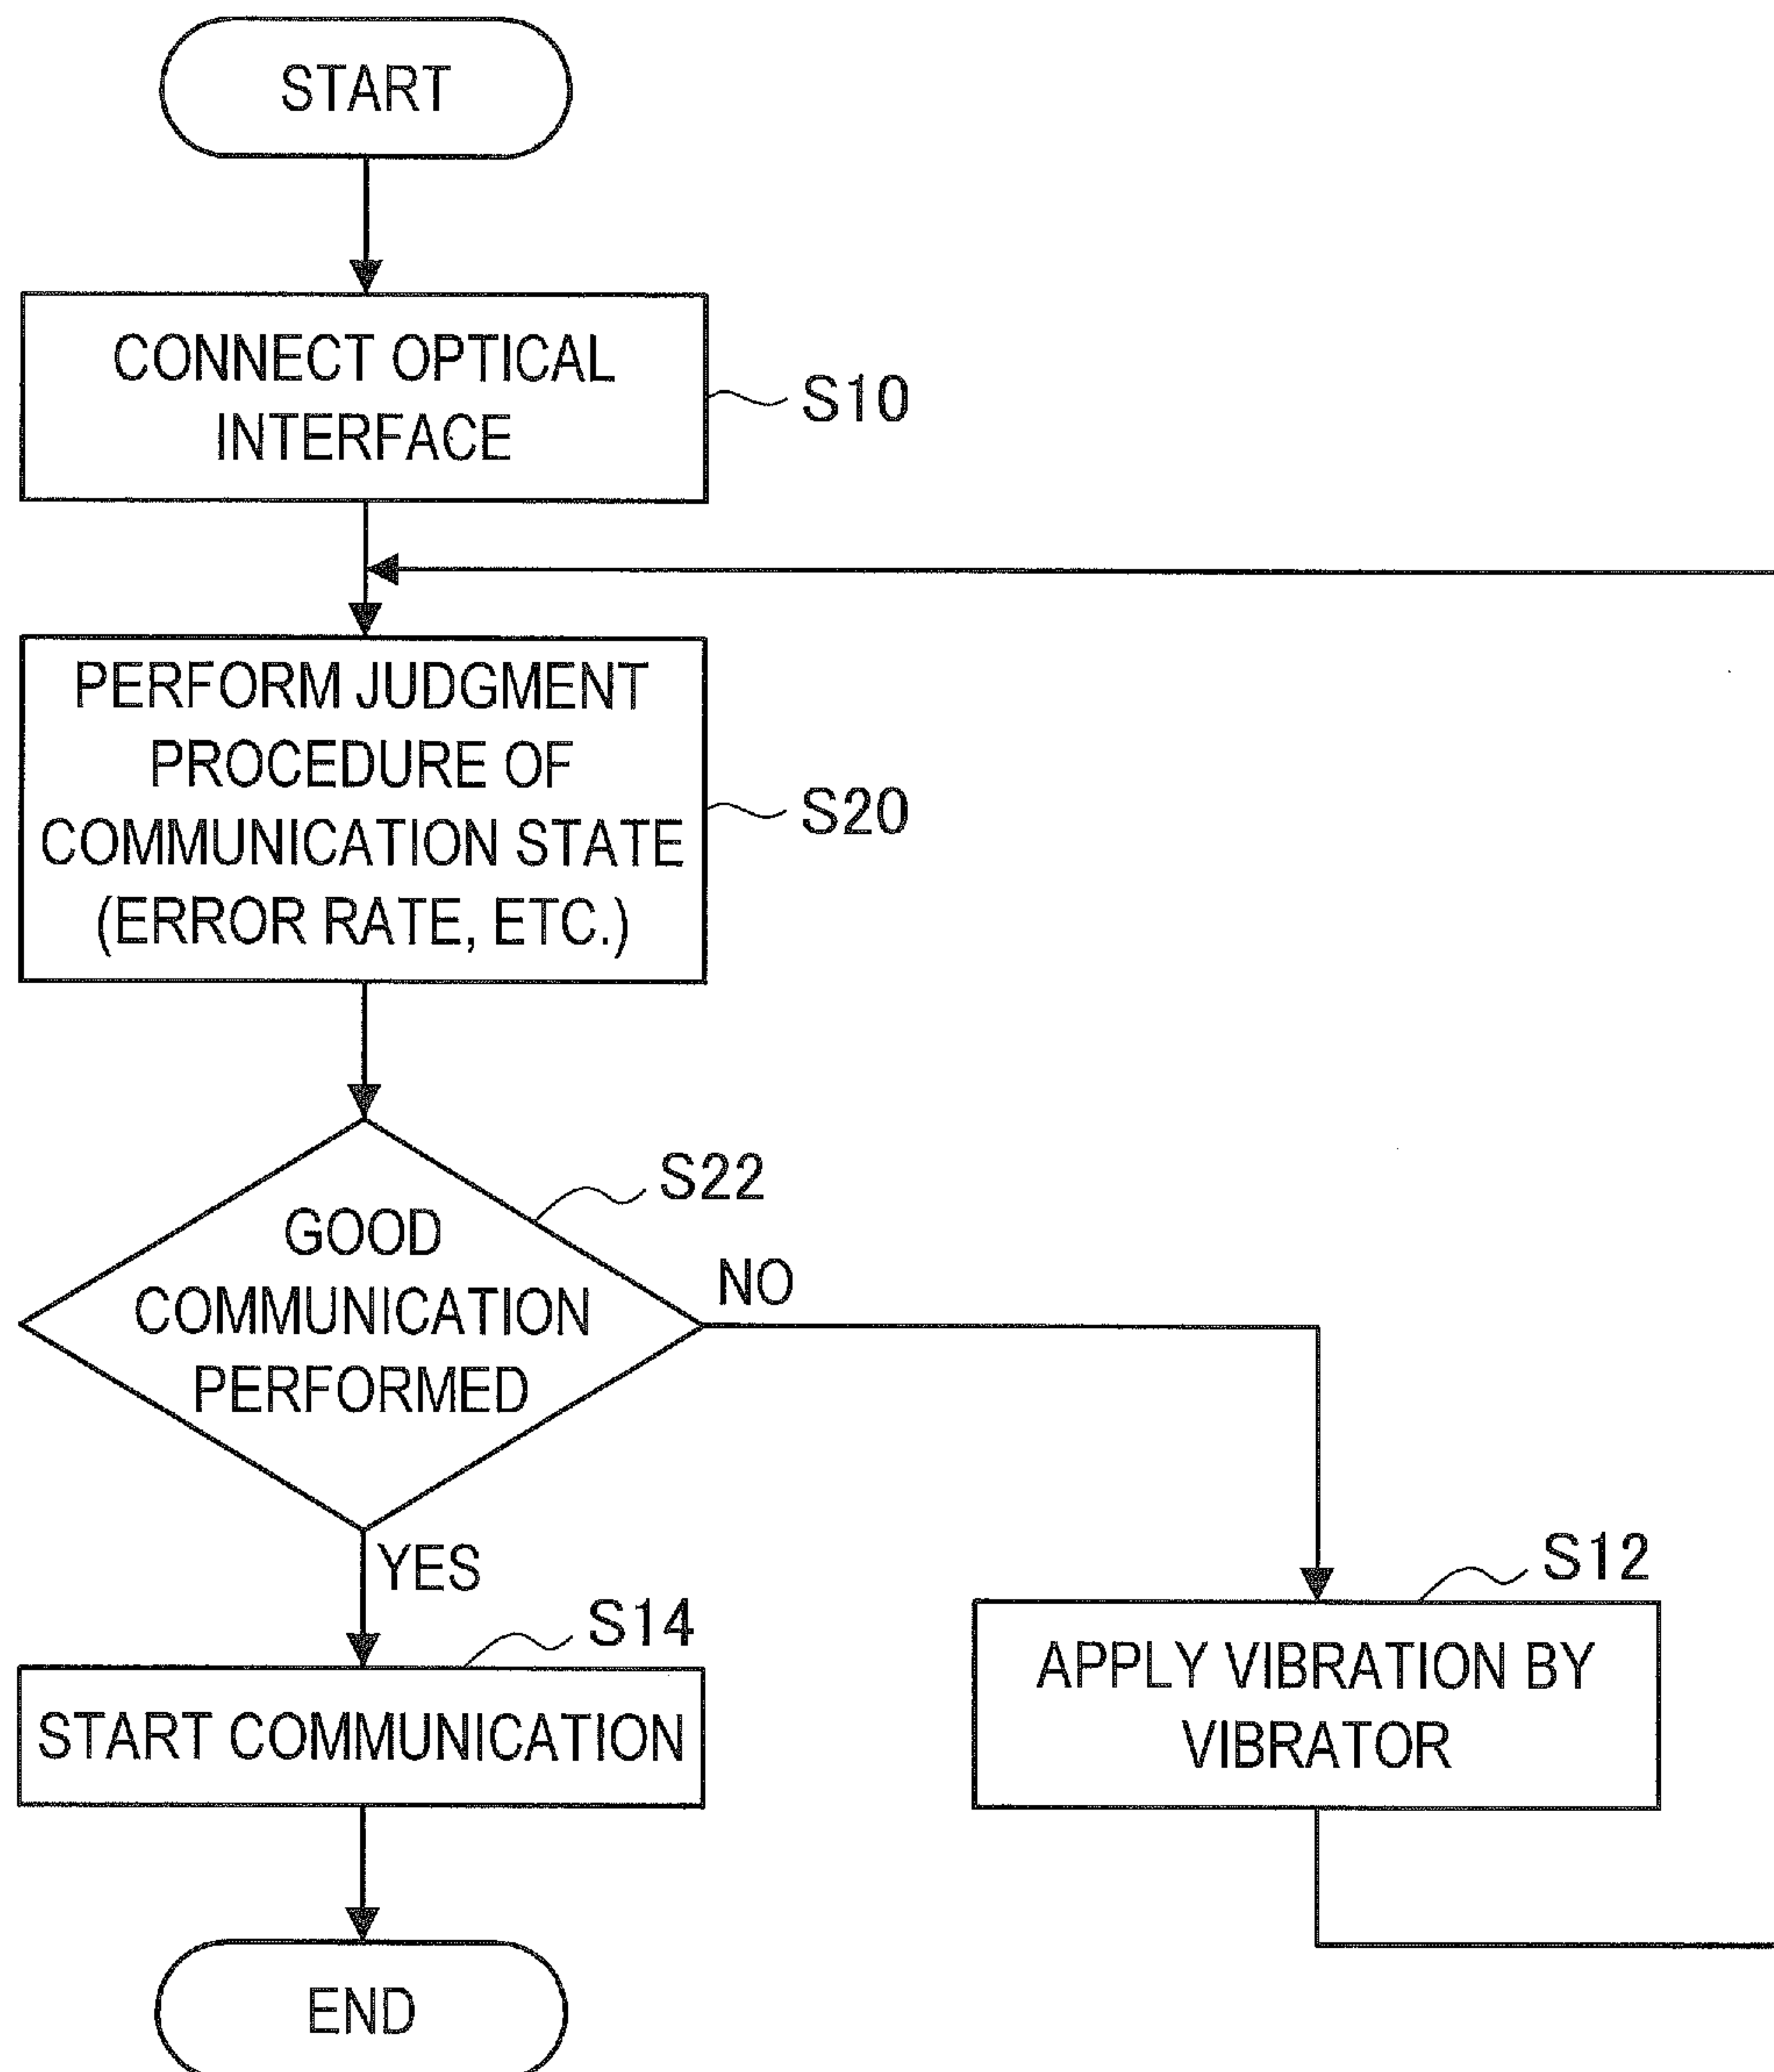 START
CONNECT OPTICAL
INTERFACE
S10
PERFORM JUDGMENT
PROCEDURE OF
COMMUNICATION STATE
(ERROR RATE, ETC.)
S20
GOOD
COMMUNICATION
PERFORMED
S22
NO
YES
S12
APPLY VIBRATION BY
VIBRATOR
S14
START COMMUNICATION
END